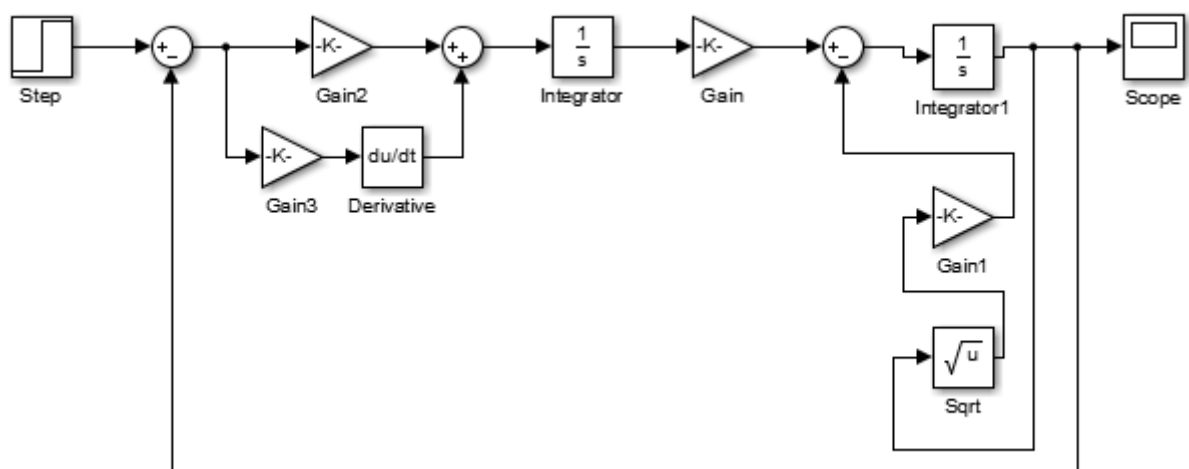 Step
+
−
-K-
Gain2
+
+
1
s
Integrator
-K-
Gain
+
−
1
s
Integrator1
Scope
-K-
Gain3
du/dt
Derivative
-K-
Gain1
√u
Sqrt